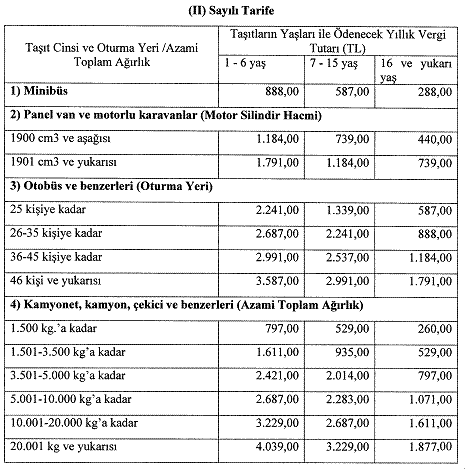 (II) Sayılı Tarife
Taşıt Cinsi ve Oturma Yeri /Azami Toplam Ağırlık
Taşıtların Yaşları ile Ödenecek Yıllık Vergi Tutarı (TL)
1 - 6 yaş 7 - 15 yaş 16 ve yukarı yaş
1) Minibüs 888,00 587,00 288,00
2) Panel van ve motorlu karavanlar (Motor Silindir Hacmi)
1900 cm3 ve aşağısı 1.184,00 739,00 440,00
1901 cm3 ve yukarısı 1.791,00 1.184,00 739,00
3) Otobüs ve benzerleri (Oturma Yeri)
25 kişiye kadar 2.241,00 1.339,00 587,00
26-35 kişiye kadar 2.687,00 2.241,00 888,00
36-45 kişiye kadar 2.991,00 2.537,00 1.184,00
46 kişi ve yukarısı 3.587,00 2.991,00 1.791,00
4) Kamyonet, kamyon, çekici ve benzerleri (Azami Toplam Ağırlık)
1.500 kg.'a kadar 797,00 529,00 260,00
1.501-3.500 kg'a kadar 1.611,00 935,00 529,00
3.501-5.000 kg'a kadar 2.421,00 2.014,00 797,00
5.001-10.000 kg'a kadar 2.687,00 2.283,00 1.071,00
10.001-20.000 kg'a kadar 3.229,00 2.687,00 1.611,00
20.001 kg ve yukarısı 4.039,00 3.229,00 1.877,00